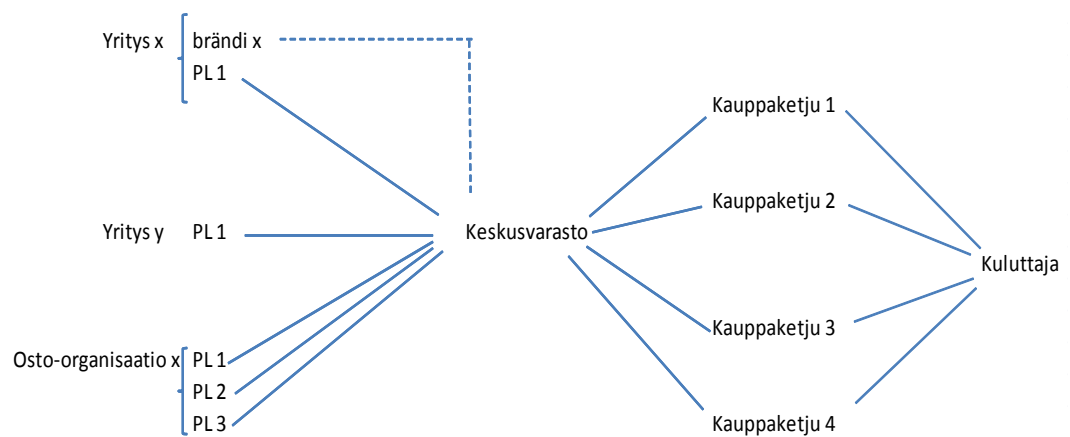 Yritys x brändi x
PL 1
Yritys y PL 1
Osto-organisaatio x PL 1
PL 2
PL 3
Keskusvarasto
Kauppaketju 1
Kauppaketju 2
Kauppaketju 3
Kauppaketju 4
Kuluttaja